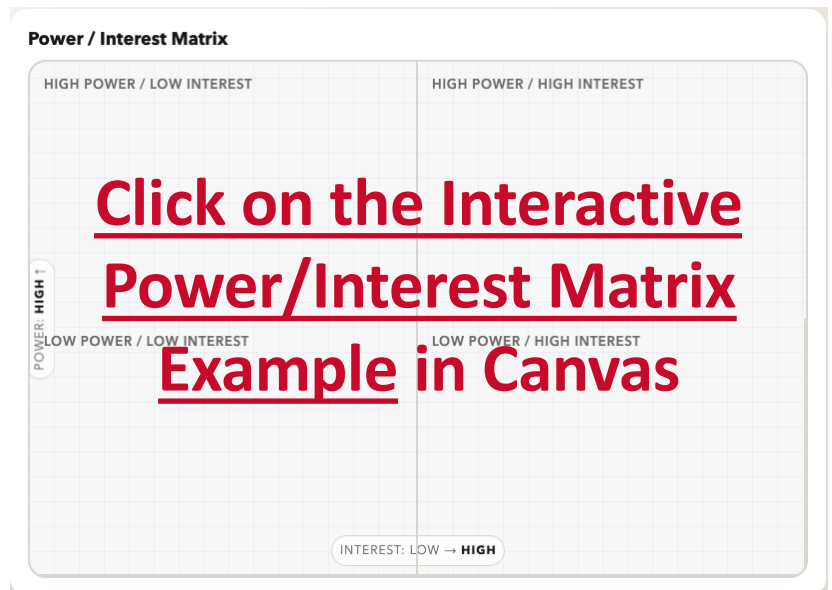 Power / Interest Matrix
HIGH POWER / LOW INTEREST
HIGH POWER / HIGH INTEREST
Click on the Interactive
Power/Interest Matrix
Example in Canvas
POWER: HIGH ↑
LOW POWER / LOW INTEREST
LOW POWER / HIGH INTEREST
INTEREST: LOW → HIGH